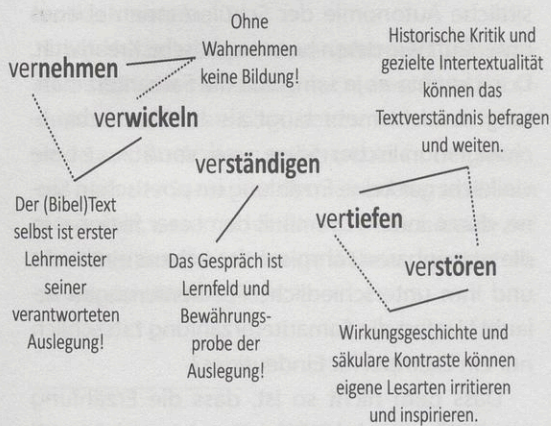 Ohne
Wahrnehmen
keine Bildung!
Historische Kritik und
gezielte Intertextualität
können das
Textverständnis befragen
und weiten.
vernehmen
verwickeln
verständigen
vertiefen
verstören
Der (Bibel)Text
selbst ist erster
Lehrmeister
seiner
verantworteten
Auslegung!
Das Gespräch ist
Lernfeld und
Bewährungs-
probe der
Auslegung!
Wirkungsgeschichte und
säkulare Kontraste können
eigene Lesarten irritieren
und inspirieren.